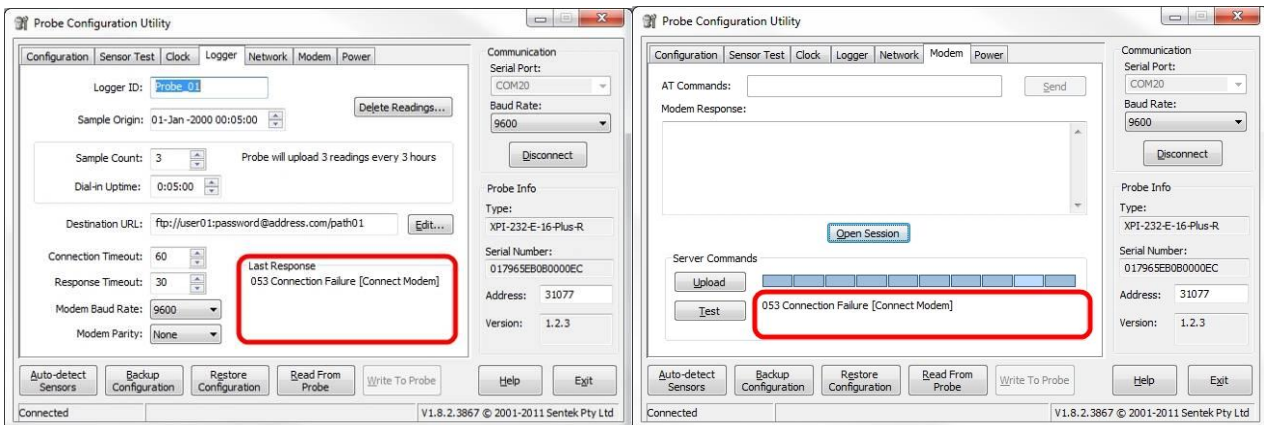 Probe Configuration Utility
Configuration Sensor Test Clock Logger Network Modem Power
Logger ID: Probe_01
Delete Readings...
Sample Origin: 01-Jan -2000 00:05:00
Sample Count: 3 Probe will upload 3 readings every 3 hours
Dial-in Uptime: 0:05:00
Destination URL: ftp://user01:password@address.com/path01 Edit...
Connection Timeout: 60
Response Timeout: 30
Modem Baud Rate: 9600
Modem Parity: None
Last Response
053 Connection Failure [Connect Modem]
Communication
Serial Port:
COM20
Baud Rate:
9600
Disconnect
Probe Info
Type:
XPI-232-E-16-Plus-R
Serial Number:
017965EB0B0000EC
Address: 31077
Version: 1.2.3
Auto-detect Sensors Backup Configuration Restore Configuration Read From Probe Write To Probe Help Exit
Connected V1.8.2.3867 © 2001-2011 Sentek Pty Ltd
Probe Configuration Utility
Configuration Sensor Test Clock Logger Network Modem Power
AT Commands: Send
Modem Response:
Open Session
Server Commands
Upload
Test
053 Connection Failure [Connect Modem]
Communication
Serial Port:
COM20
Baud Rate:
9600
Disconnect
Probe Info
Type:
XPI-232-E-16-Plus-R
Serial Number:
017965EB0B0000EC
Address: 31077
Version: 1.2.3
Auto-detect Sensors Backup Configuration Restore Configuration Read From Probe Write To Probe Help Exit
Connected V1.8.2.3867 © 2001-2011 Sentek Pty Ltd